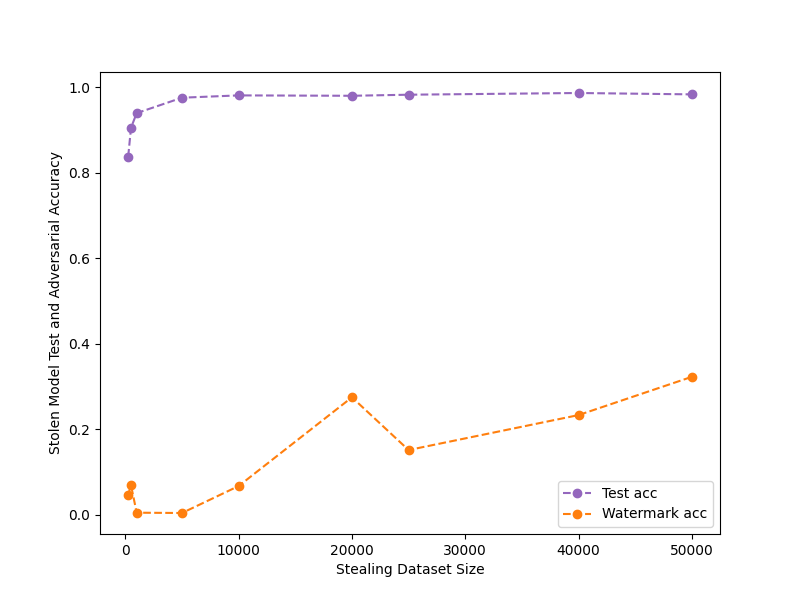 1.0
0.8
0.6
0.4
0.2
0.0
Stolen Model Test and Adversarial Accuracy
Test acc
Watermark acc
0 10000 20000 30000 40000 50000
Stealing Dataset Size